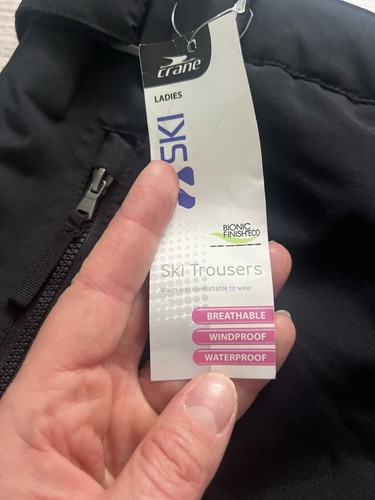 crane
LADIES
SKI
BIONIC
FINISH®ECO
Ski Trousers
Warm and comfortable to wear
BREATHABLE
WINDPROOF
WATERPROOF